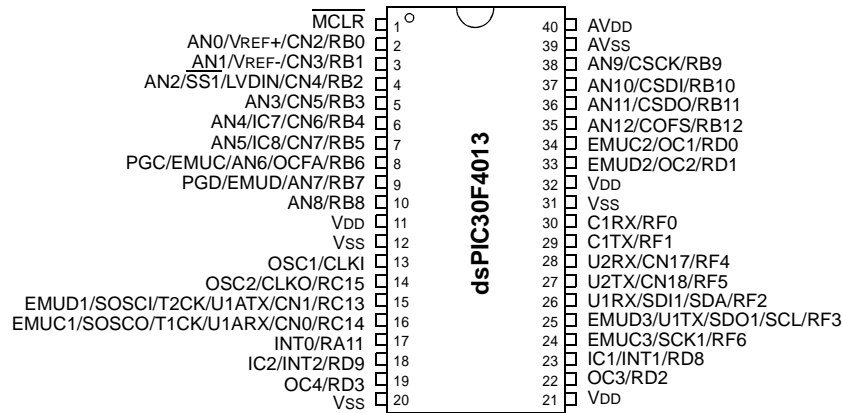 MCLR 1 40 AVDD
AN0/VREF+/CN2/RB0 2 39 AVSS
AN1/VREF-/CN3/RB1 3 38 AN9/CSCK/RB9
AN2/SS1/LVDIN/CN4/RB2 4 37 AN10/CSDI/RB10
AN3/CN5/RB3 5 36 AN11/CSDO/RB11
AN4/IC7/CN6/RB4 6 35 AN12/COFS/RB12
AN5/IC8/CN7/RB5 7 34 EMUC2/OC1/RD0
PGC/EMUC/AN6/OCFA/RB6 8 33 EMUD2/OC2/RD1
PGD/EMUD/AN7/RB7 9 32 VDD
AN8/RB8 10 31 VSS
VDD 11 30 C1RX/RF0
VSS 12 29 C1TX/RF1
OSC1/CLKI 13 28 U2RX/CN17/RF4
OSC2/CLKO/RC15 14 27 U2TX/CN18/RF5
EMUD1/SOSCI/T2CK/U1ATX/CN1/RC13 15 26 U1RX/SDI1/SDA/RF2
EMUC1/SOSCO/T1CK/U1ARX/CN0/RC14 16 25 EMUD3/U1TX/SDO1/SCL/RF3
INT0/RA11 17 24 EMUC3/SCK1/RF6
IC2/INT2/RD9 18 23 IC1/INT1/RD8
OC4/RD3 19 22 OC3/RD2
VSS 20 21 VDD
dsPIC30F4013